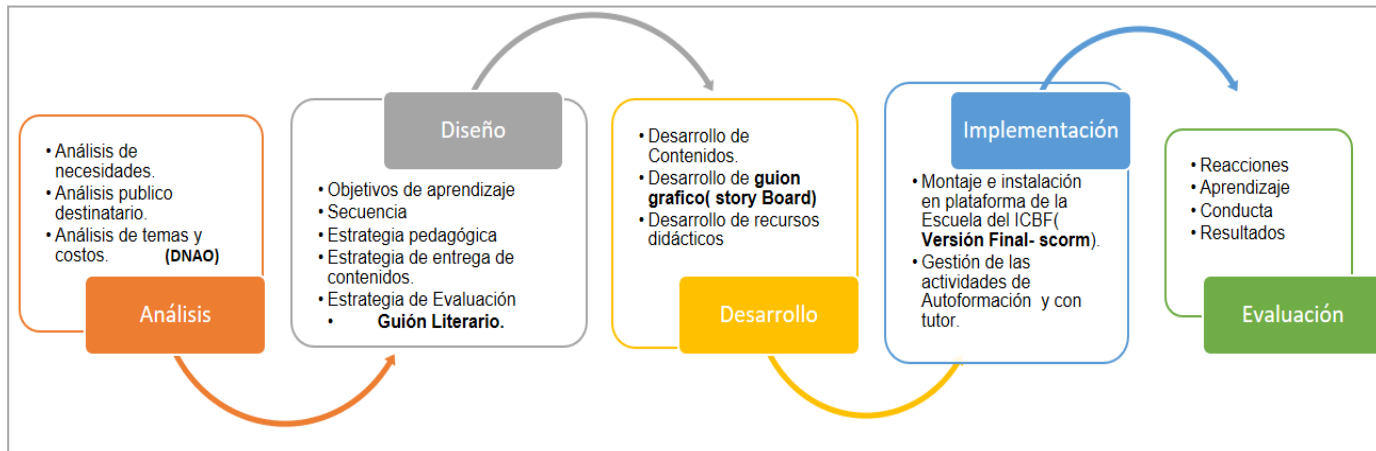 • Análisis de
necesidades.
• Análisis publico
destinatario.
• Análisis de temas y
costos. (DNAO)
Análisis
Diseño
• Objetivos de aprendizaje
• Secuencia
• Estrategia pedagógica
• Estrategia de entrega de
contenidos.
• Estrategia de Evaluación
• Guión Literario.
• Desarrollo de
Contenidos.
• Desarrollo de guion
grafico( story Board)
• Desarrollo de recursos
didácticos
Desarrollo
Implementación
• Montaje e instalación
en plataforma de la
Escuela del ICBF(
Versión Final- scorm).
• Gestión de las
actividades de
Autoformación y con
tutor.
• Reacciones
• Aprendizaje
• Conducta
• Resultados
Evaluación